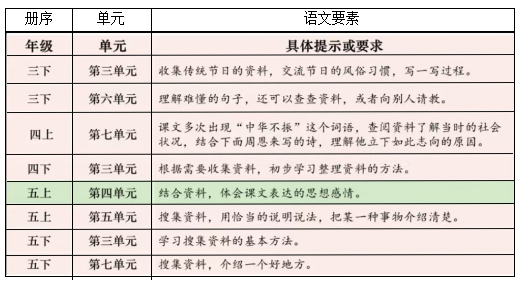 册序 单元 语文要素
年级 单元 具体提示或要求
三下 第三单元 收集传统节日的资料，交流节日的风俗习惯，写一写过程。
三下 第六单元 理解难懂的句子，还可以查查资料，或者向别人请教。
四上 第七单元 课文多次出现“中华不振”这个词语，查阅资料了解当时的社会
状况，结合下面周恩来写的诗，理解他立下如此志向的原因。
四下 第三单元 根据需要收集资料，初步学习整理资料的方法。
五上 第四单元 结合资料，体会课文表达的思想感情。
五上 第五单元 搜集资料，用恰当的说明说法，把某一种事物介绍清楚。
五下 第三单元 学习搜集资料的基本方法。
五下 第七单元 搜集资料，介绍一个好地方。